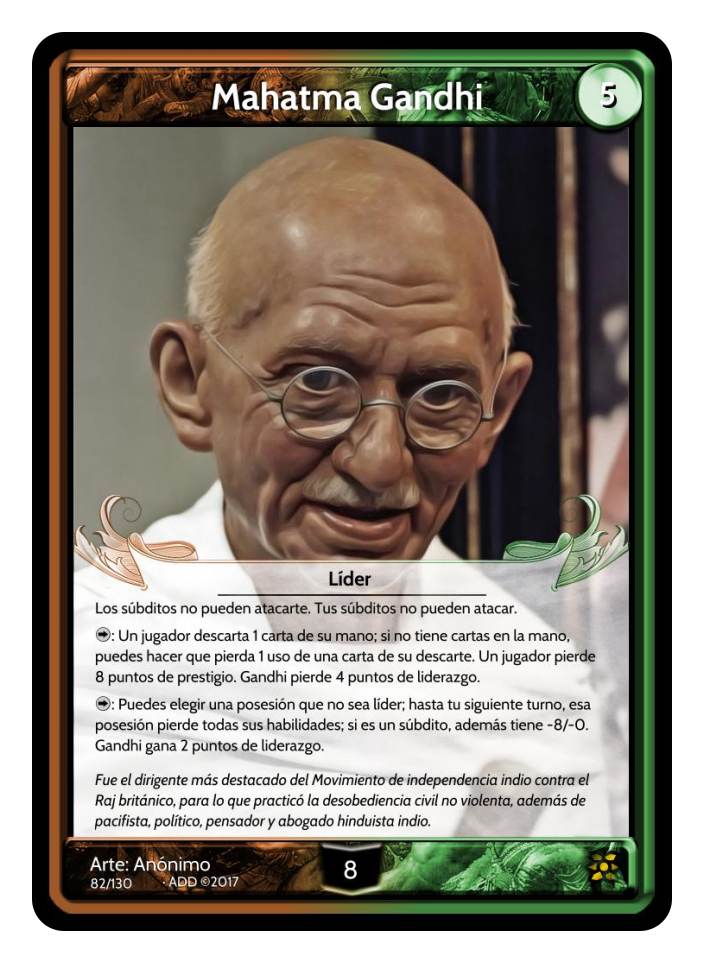 Mahatma Gandhi
5
Líder
Los súbditos no pueden atacarte. Tus súbditos no pueden atacar.
: Un jugador descarta 1 carta de su mano; si no tiene cartas en la mano,
puedes hacer que pierda 1 uso de una carta de su descarte. Un jugador pierde
8 puntos de prestigio. Gandhi pierde 4 puntos de liderazgo.
: Puedes elegir una posesión que no sea líder; hasta tu siguiente turno, esa
posesión pierde todas sus habilidades; si es un súbdito, además tiene -8/-0.
Gandhi gana 2 puntos de liderazgo.
Fue el dirigente más destacado del Movimiento de independencia indio contra el
Raj británico, para lo que practicó la desobediencia civil no violenta, además de
pacifista, político, pensador y abogado hinduista indio.
Arte: Anónimo
82/130 · ADD ©2017
8